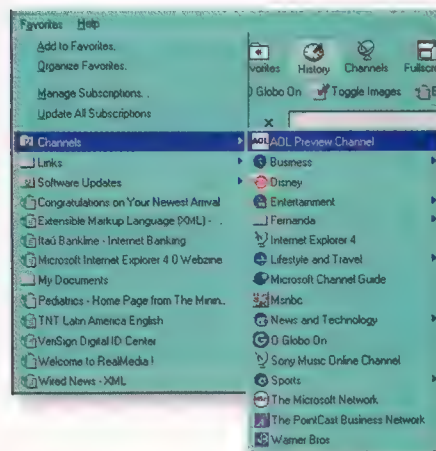 Favorites Help
Add to Favorites.
Organize Favorites.
Manage Subscriptions. .
Update All Subscriptions
Channels
Links
Software Updates
Congratulations on Your Newest Arrival
Extensible Markup Language (XML) - .
Itaú Bankline - Internet Banking
Microsoft Internet Explorer 4 0 Webzine
My Documents
Pediatrics - Home Page from The Minin..
TNT Latin America English
VeriSign Digital ID Center
Welcome to RealMedia !
Wired News - XML
vorites History Channels Fullscre
O Globo On Toggle Images
AOL AOL Preview Channel
Business
Disney
Entertainment
Fernanda
Internet Explorer 4
Lifestyle and Travel
Microsoft Channel Guide
Msnbc
News and Technology
O Globo On
Sony Music Online Channel
Sports
The Microsoft Network
The PointCast Business Network
Warner Bros